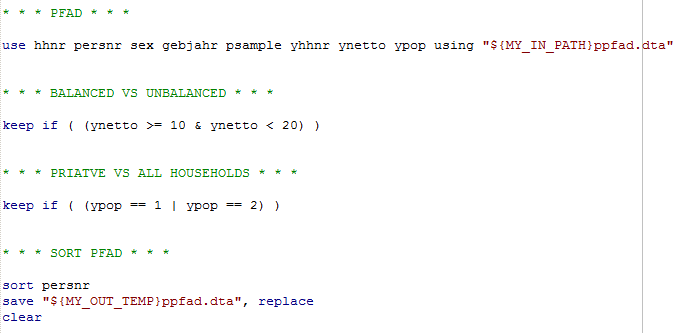 * * * PFAD * * *
use hhnr persnr sex gebjahr psample yhhnr ynetto ypop using "${MY_IN_PATH}ppfad.dta"
* * * BALANCED VS UNBALANCED * * *
keep if ( (ynetto >= 10 & ynetto < 20) )
* * * PRIATVE VS ALL HOUSEHOLDS * * *
keep if ( (ypop == 1 | ypop == 2) )
* * * SORT PFAD * * *
sort persnr
save "${MY_OUT_TEMP}ppfad.dta", replace
clear